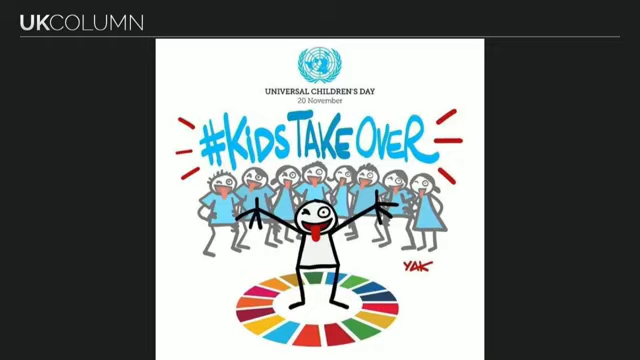 UKCOLUMN
UNIVERSAL CHILDREN'S DAY
20 November
#KiDSTAKEOVER
YAK